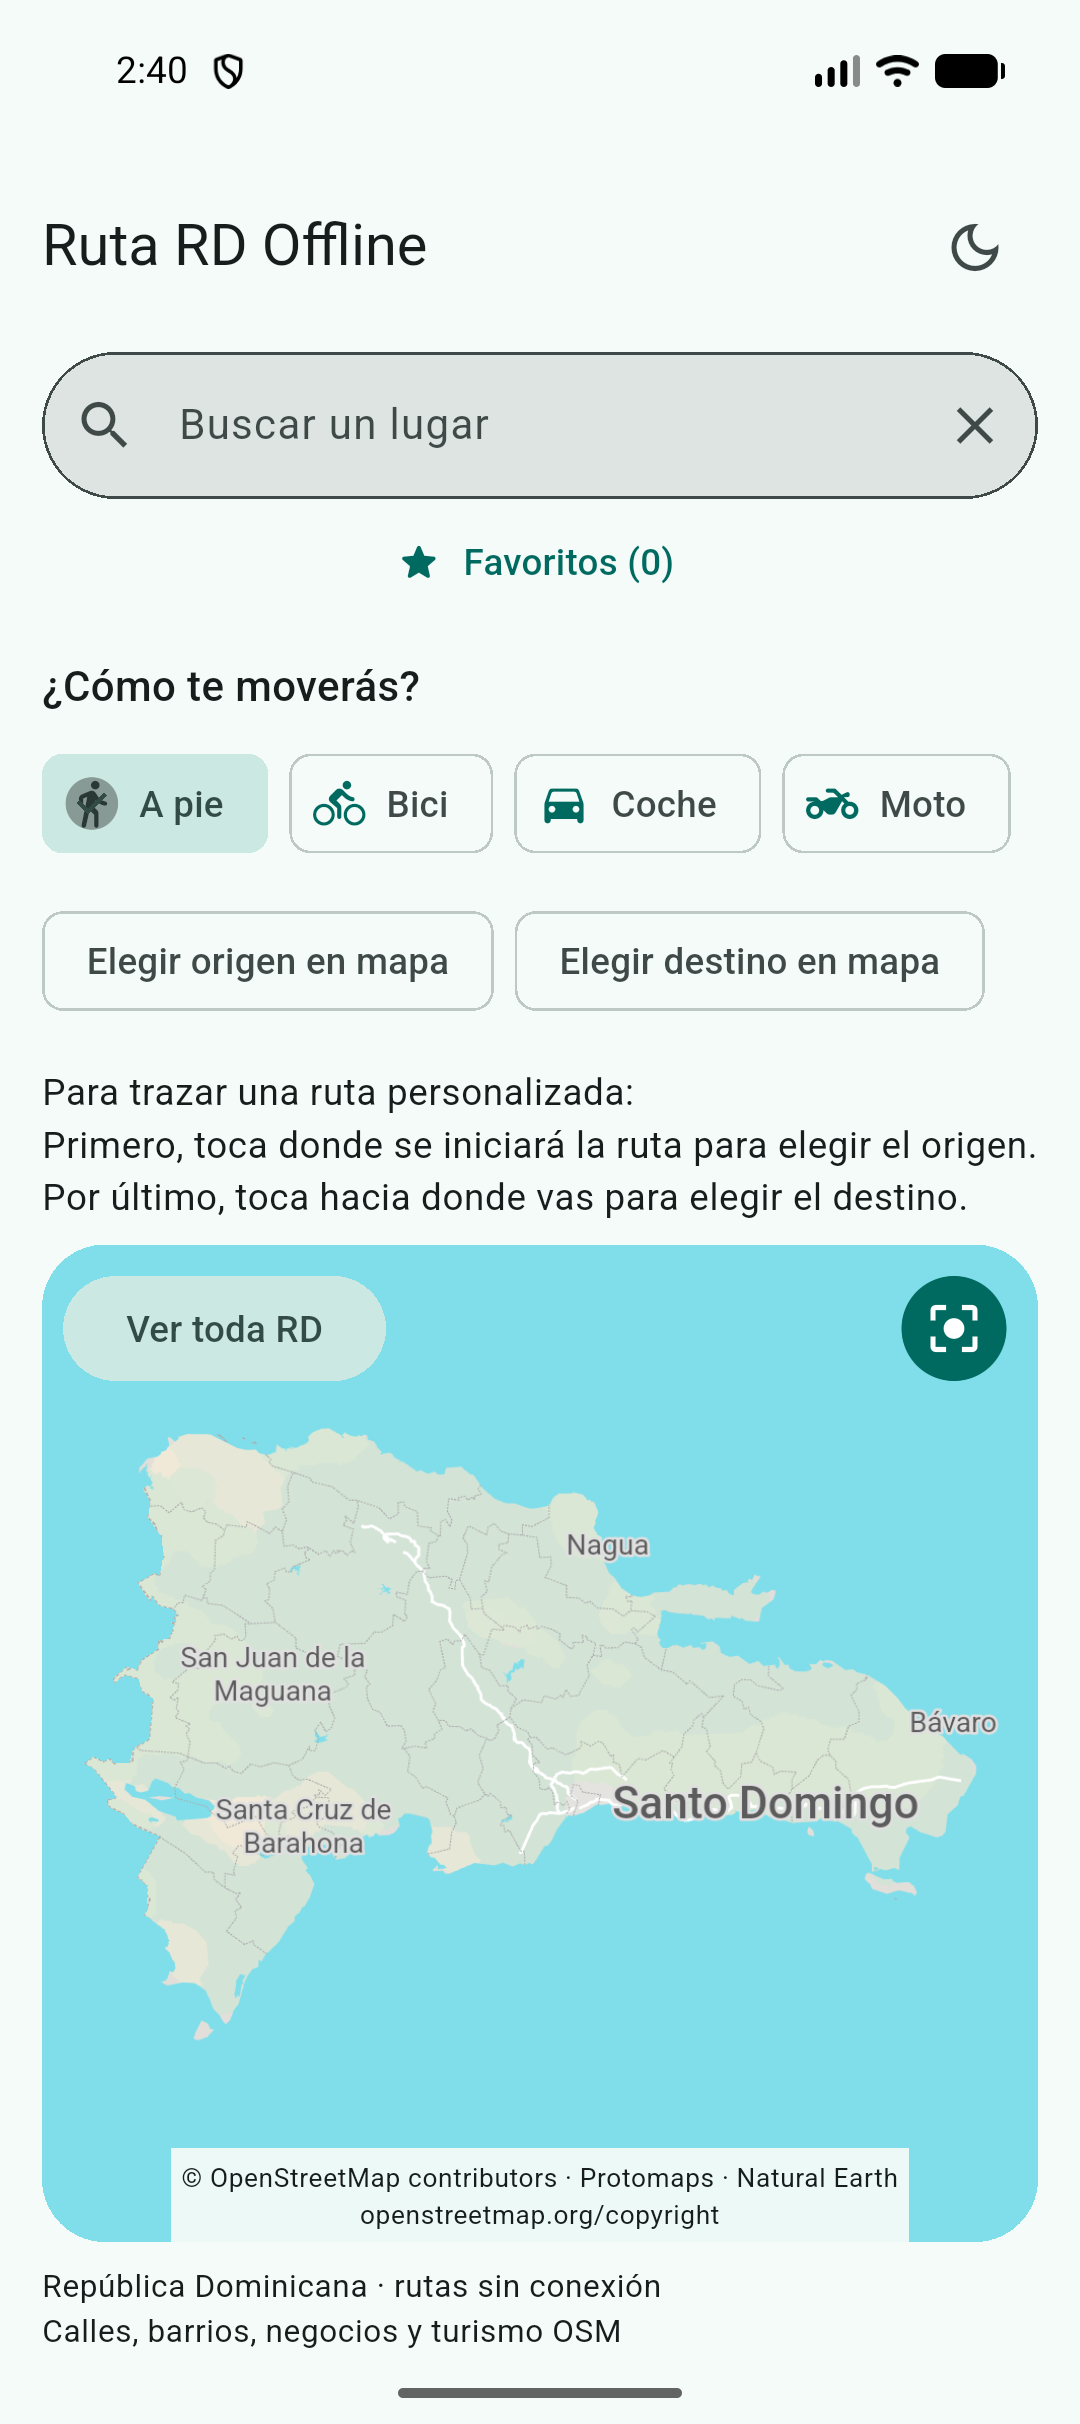 2:40
Ruta RD Offline
Buscar un lugar
Favoritos (0)
¿Cómo te moverás?
A pie
Bici
Coche
Moto
Elegir origen en mapa
Elegir destino en mapa
Para trazar una ruta personalizada:
Primero, toca donde se iniciará la ruta para elegir el origen.
Por último, toca hacia donde vas para elegir el destino.
Ver toda RD
Nagua
San Juan de la
Maguana
Bávaro
Santo Domingo
Santa Cruz de
Barahona
© OpenStreetMap contributors · Protomaps · Natural Earth
openstreetmap.org/copyright
República Dominicana · rutas sin conexión
Calles, barrios, negocios y turismo OSM